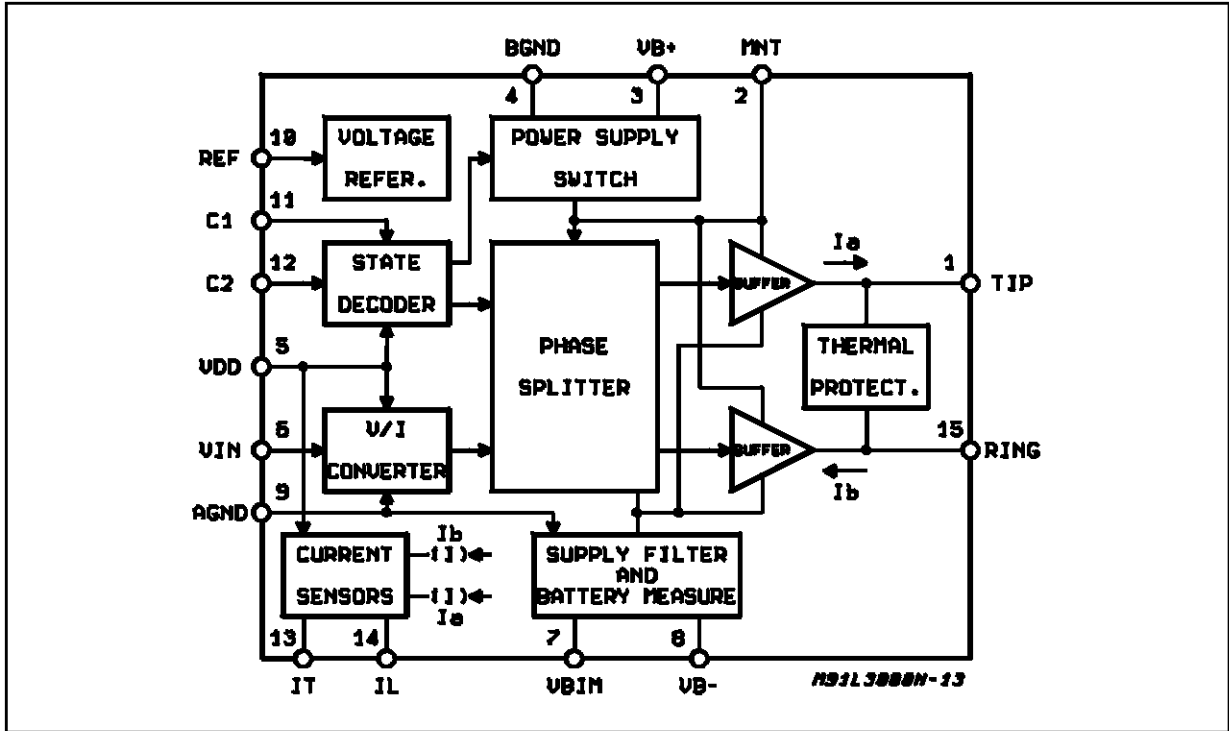 BGND VB+ MNT
4 3 2
10
REF
VOLTAGE
REFER.
POWER SUPPLY
SWITCH
11
C1
12
C2
STATE
DECODER
PHASE
SPLITTER
BUFFER
Ia
1
TIP
THERMAL
PROTECT.
5
VDD
6
VIN
V/I
CONVERTER
BUFFER
15
RING
Ib
9
AGND
CURRENT
SENSORS
Ib
Ia
SUPPLY FILTER
AND
BATTERY MEASURE
13 14 7 8
IT IL VBIM VB-
M91L3000N-13